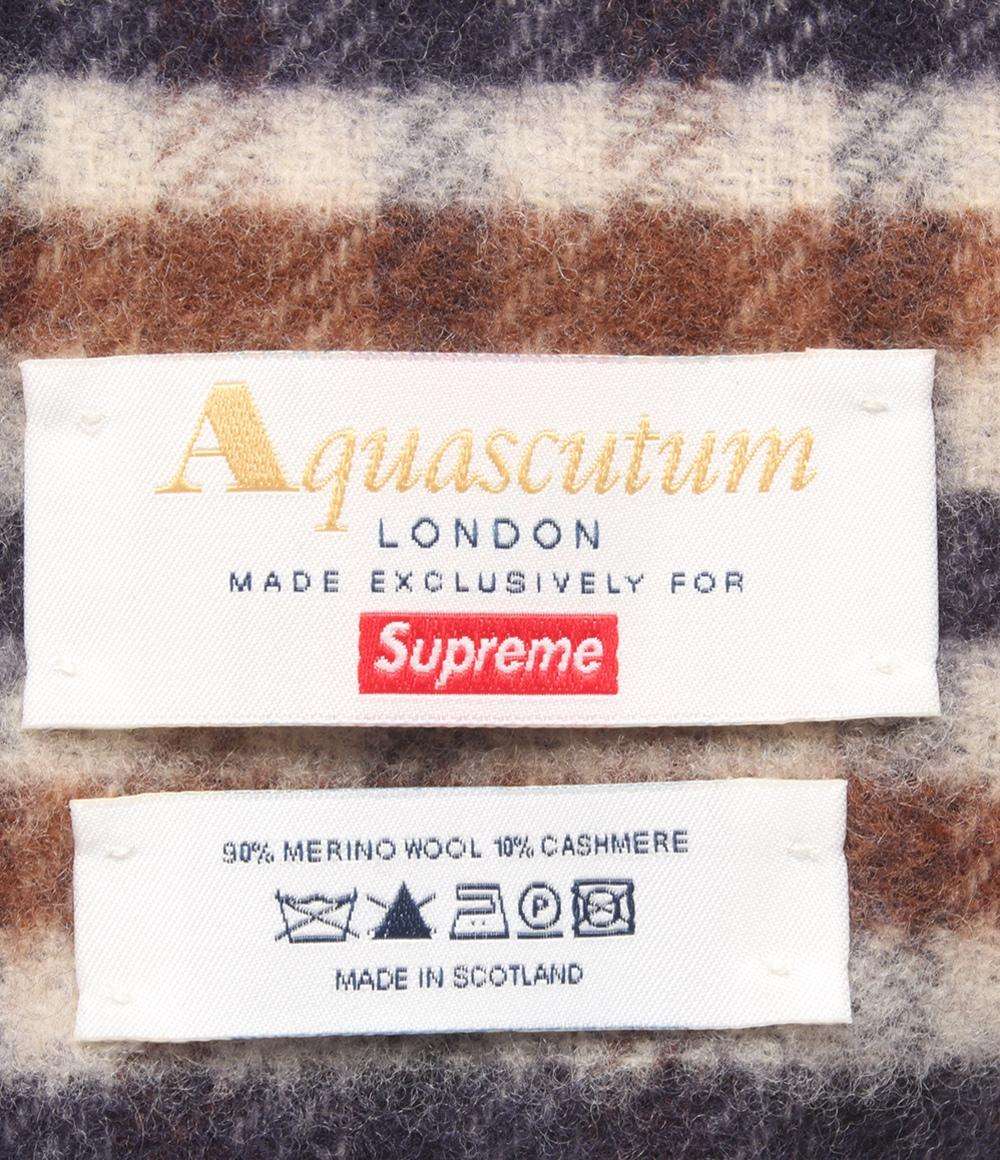 Aquascutum
LONDON
MADE EXCLUSIVELY FOR
Supreme
90% MERINO WOOL 10% CASHMERE
P
MADE IN SCOTLAND